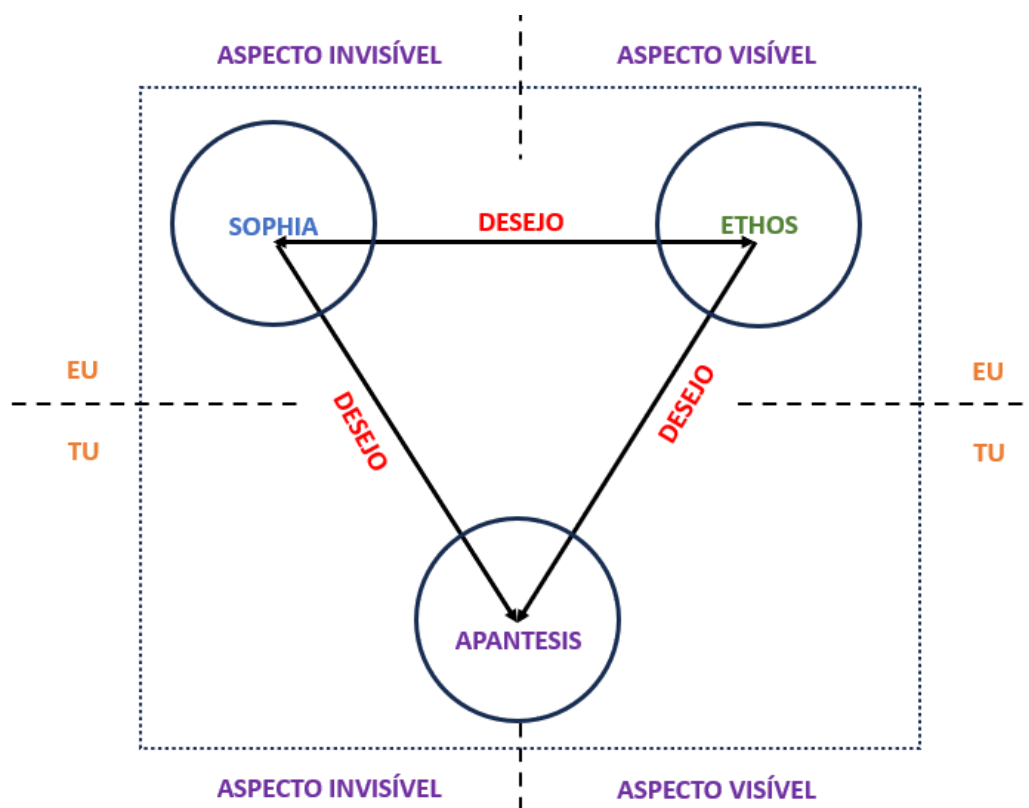 ASPECTO INVISÍVEL
ASPECTO VISÍVEL
SOPHIA
DESEJO
ETHOS
EU
EU
DESEJO
DESEJO
TU
TU
APANTESIS
ASPECTO INVISÍVEL
ASPECTO VISÍVEL